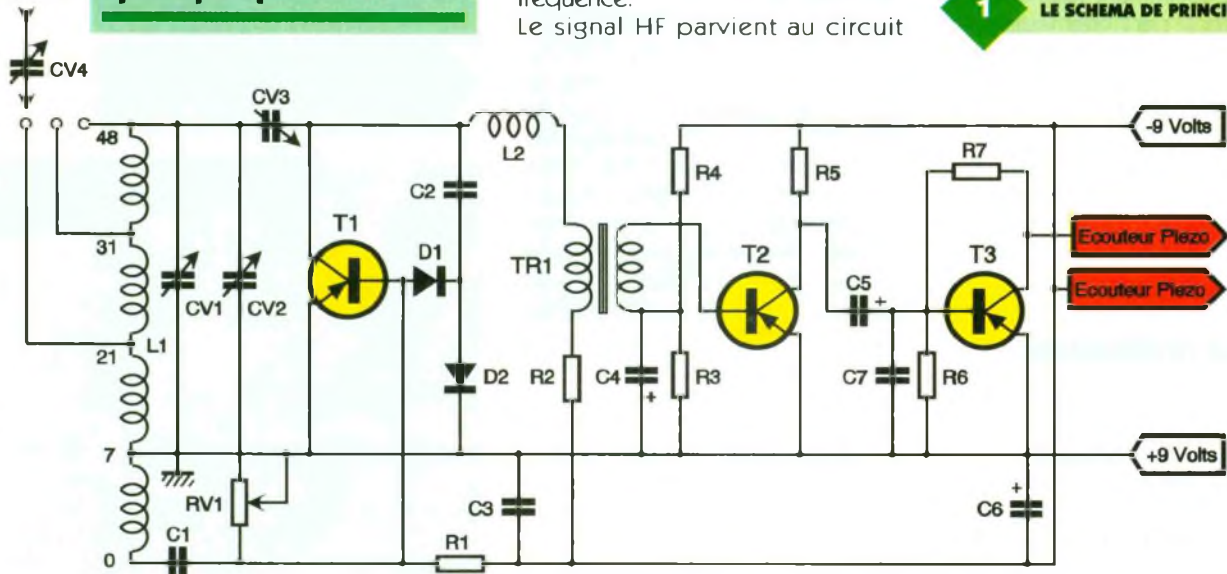 fréquence.
Le signal HF parvient au circuit
1
LE SCHEMA DE PRINCI
CV4
CV3
48
L2
-9 Volts
R4
R5
R7
C2
T1
31
Ecouteur Piezo
D1
TR1
T2
T3
C5
+
Ecouteur Piezo
CV1
CV2
L1
21
D2
R2
C4
+
R3
C7
R6
7
+9 Volts
RV1
C3
+
C6
C1
R1
0